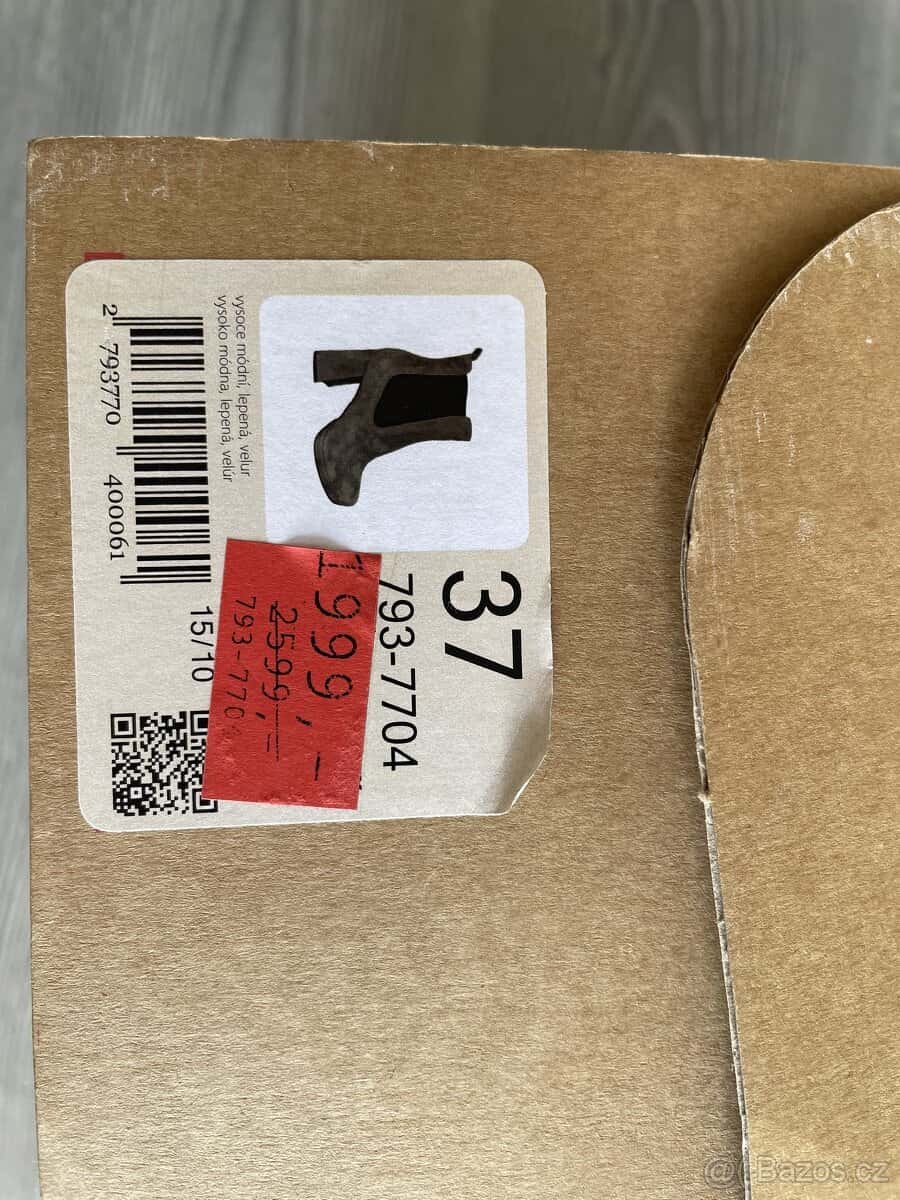 37
793-7704
1999,-
2599,-
793-770
vysoce módní, lepená, velur
vysoko módna, lepená, velúr
2 793770 400061
15/10
@Bazos.cz